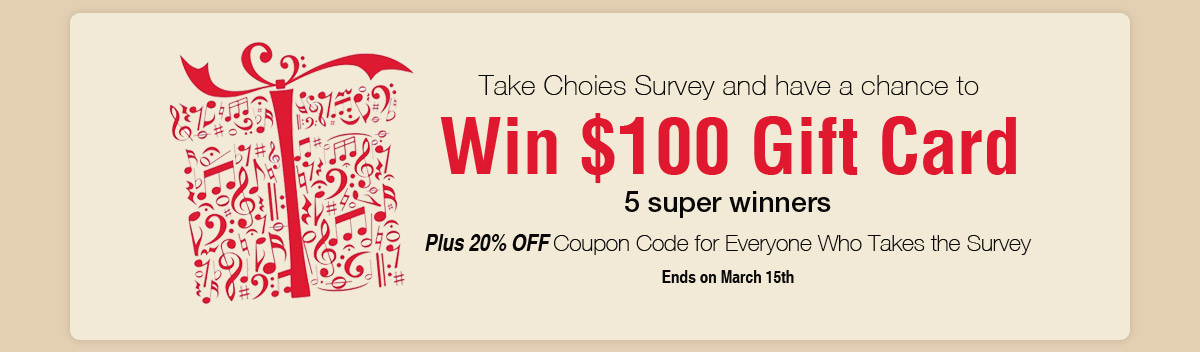 Take Choies Survey and have a chance to
Win $100 Gift Card
5 super winners
Plus 20% OFF Coupon Code for Everyone Who Takes the Survey
Ends on March 15th